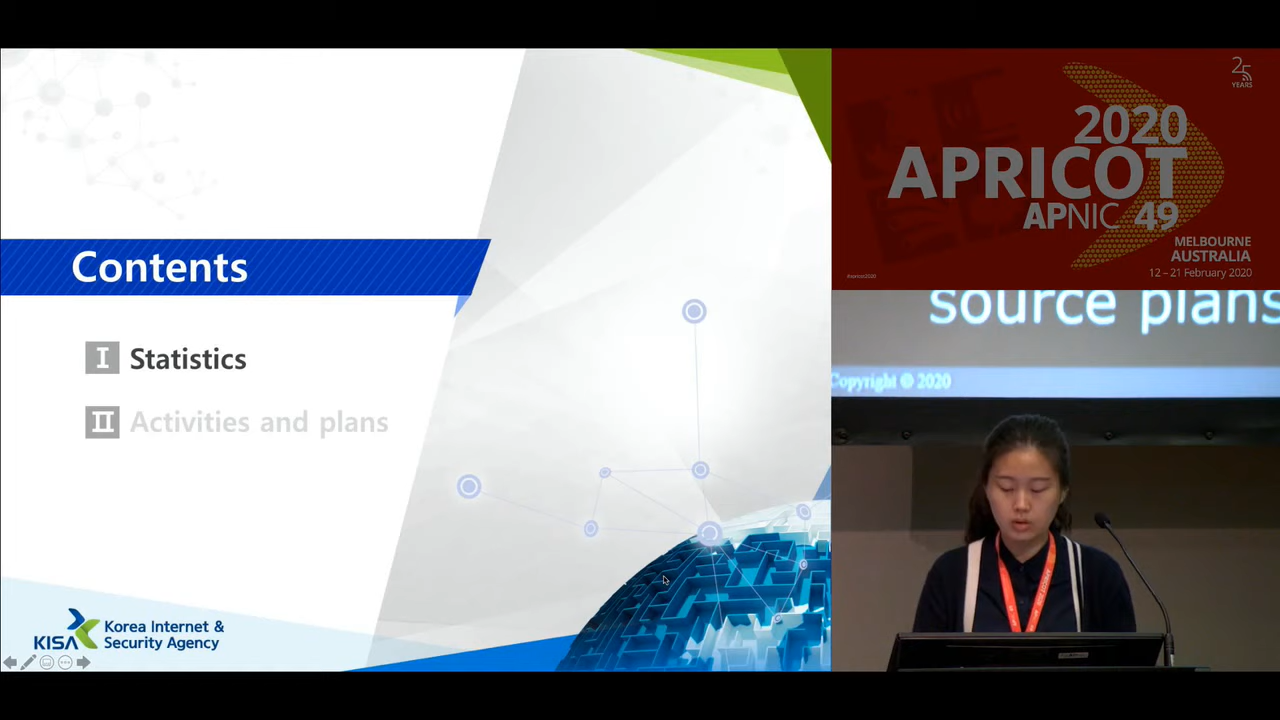 Contents
I Statistics
II Activities and plans
KISA Korea Internet &
Security Agency
25
YEARS
2020
APRICOT
APNIC 49
MELBOURNE
AUSTRALIA
12 – 21 February 2020
#apricot2020
source plans
Copyright © 2020